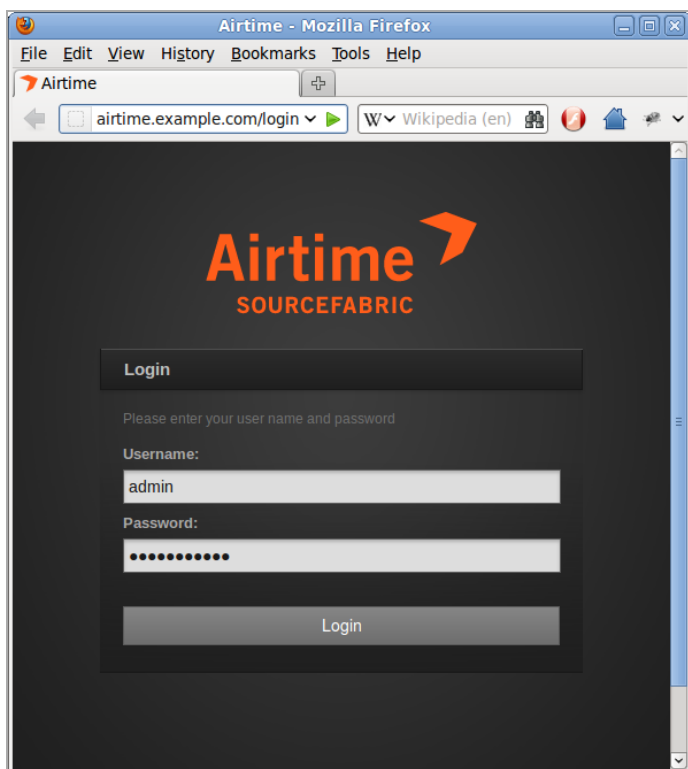 Airtime - Mozilla Firefox
File Edit View History Bookmarks Tools Help
Airtime
airtime.example.com/login W Wikipedia (en)
Airtime
SOURCEFABRIC
Login
Please enter your user name and password
Username:
admin
Password:
●●●●●●●●●●●
Login